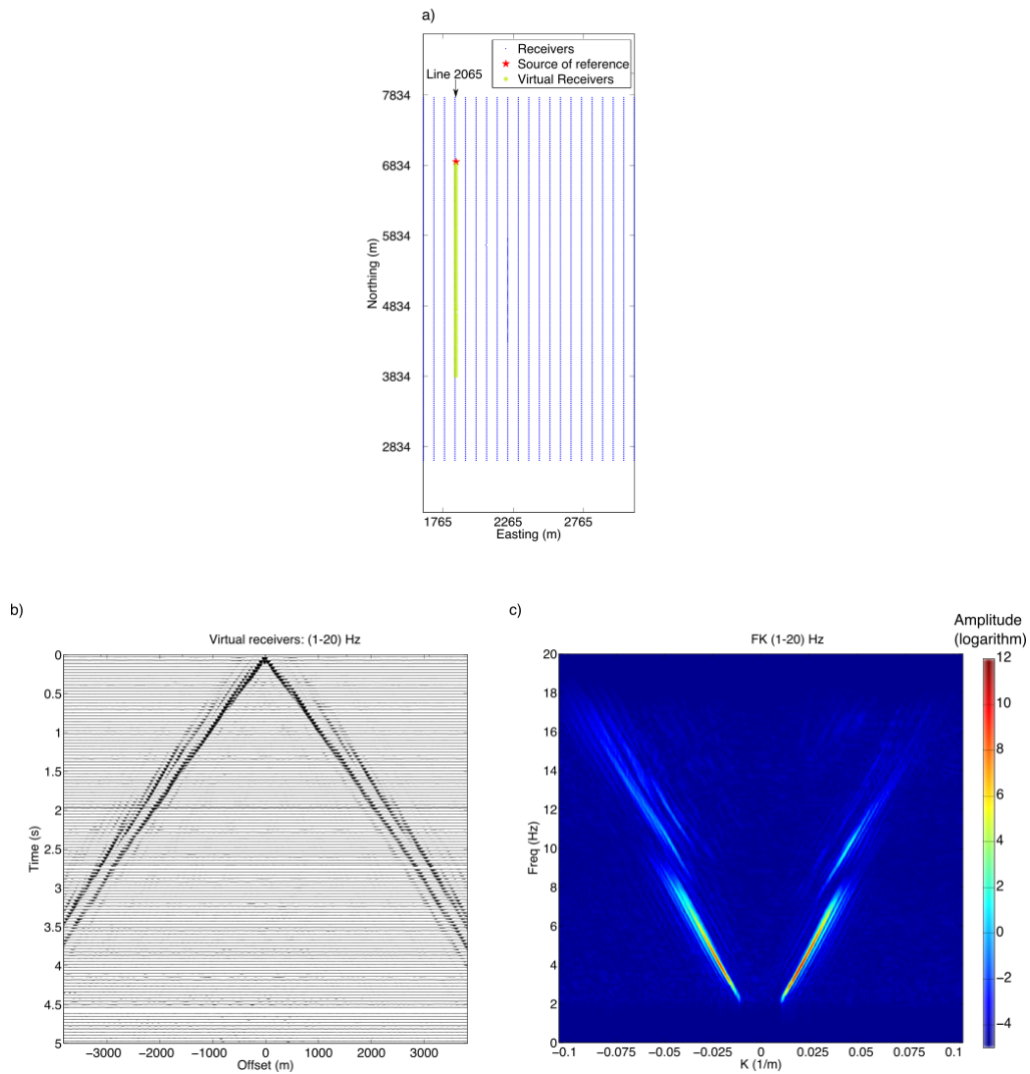 a)
Receivers
Source of reference
Virtual Receivers
Line 2065
7834
6834
5834
4834
3834
2834
Northing (m)
1765 2265 2765
Easting (m)
b)
Virtual receivers: (1-20) Hz
0
0.5
1
1.5
2
2.5
3
3.5
4
4.5
5
Time (s)
−3000 −2000 −1000 0 1000 2000 3000
Offset (m)
c)
FK (1-20) Hz
20
18
16
14
12
10
8
6
4
2
0
Freq (Hz)
−0.1 −0.075 −0.05 −0.025 0 0.025 0.05 0.075 0.1
K (1/m)
Amplitude
(logarithm)
12
10
8
6
4
2
0
−2
−4